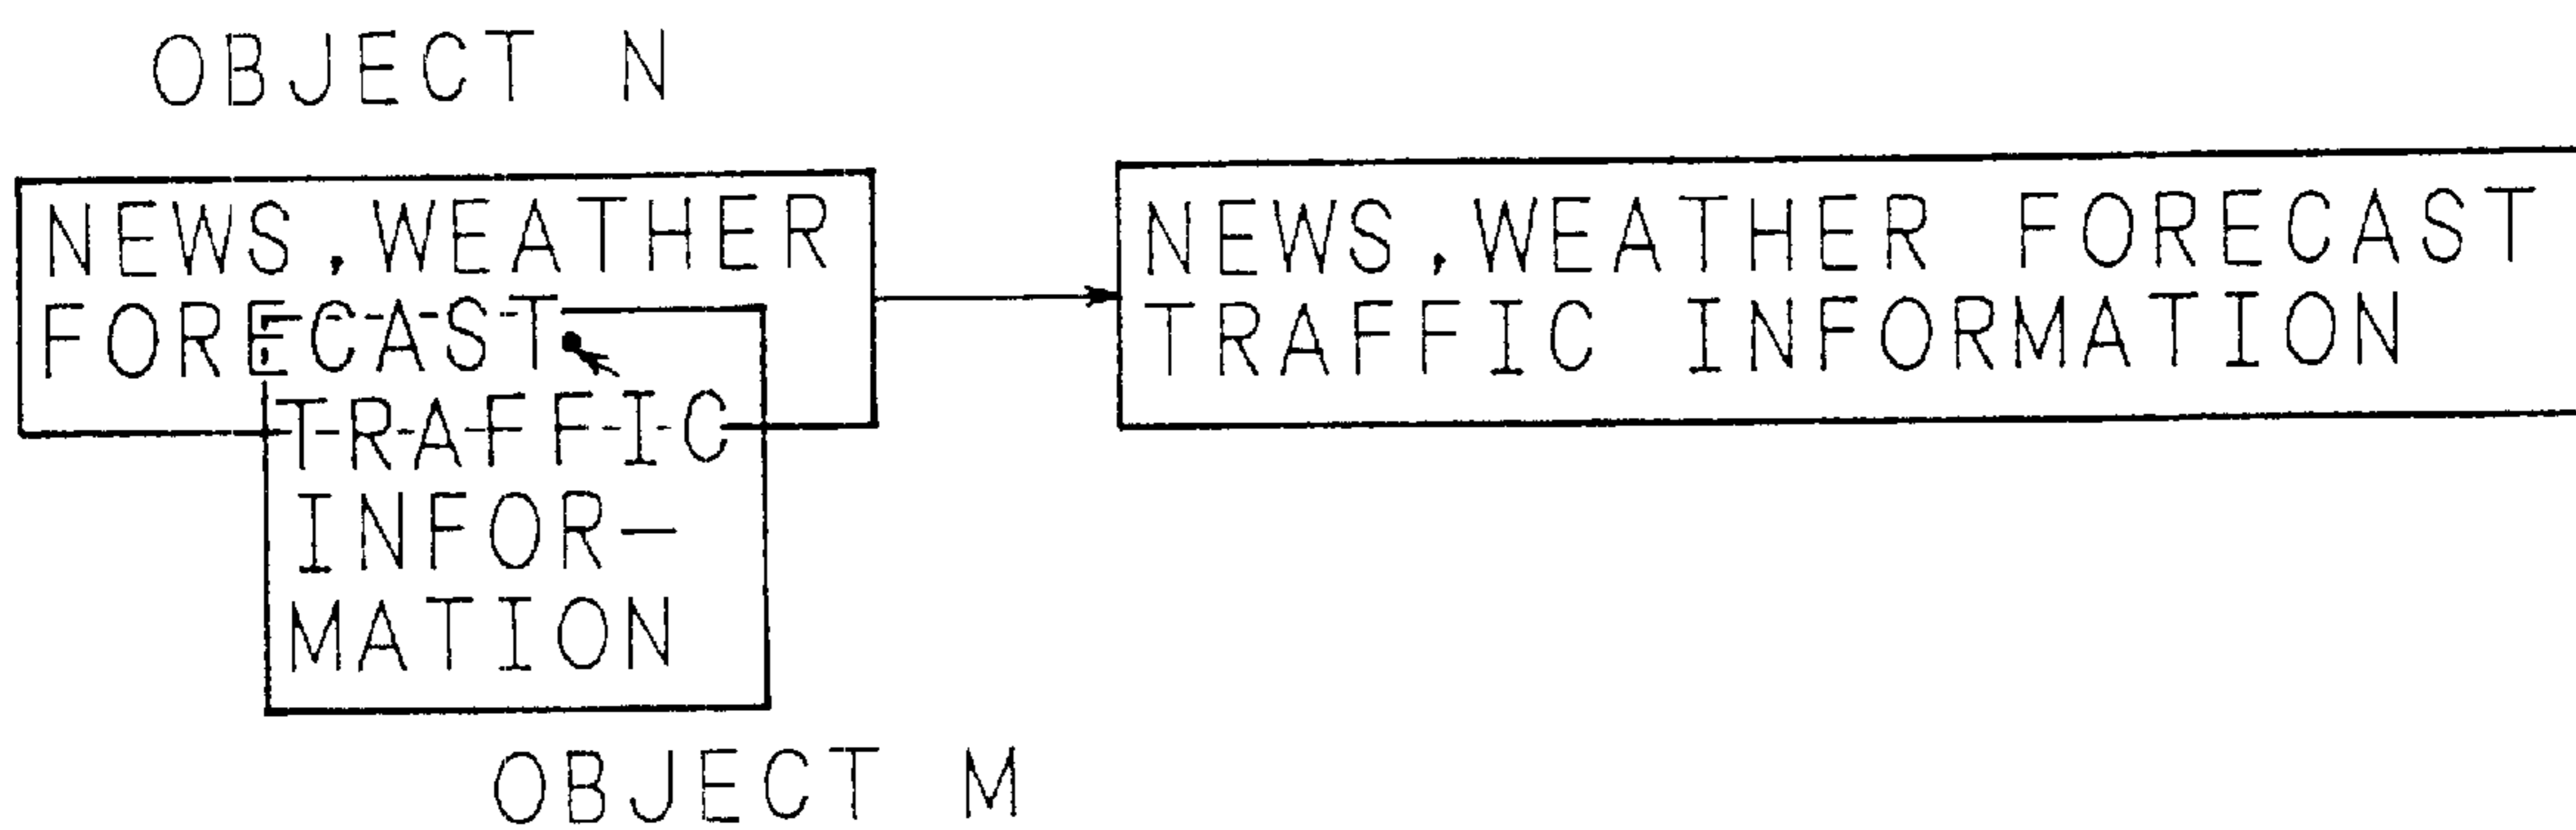 OBJECT N
NEWS,WEATHER
FORECAST
TRAFFIC
INFOR-
MATION
OBJECT M
NEWS,WEATHER FORECAST
TRAFFIC INFORMATION